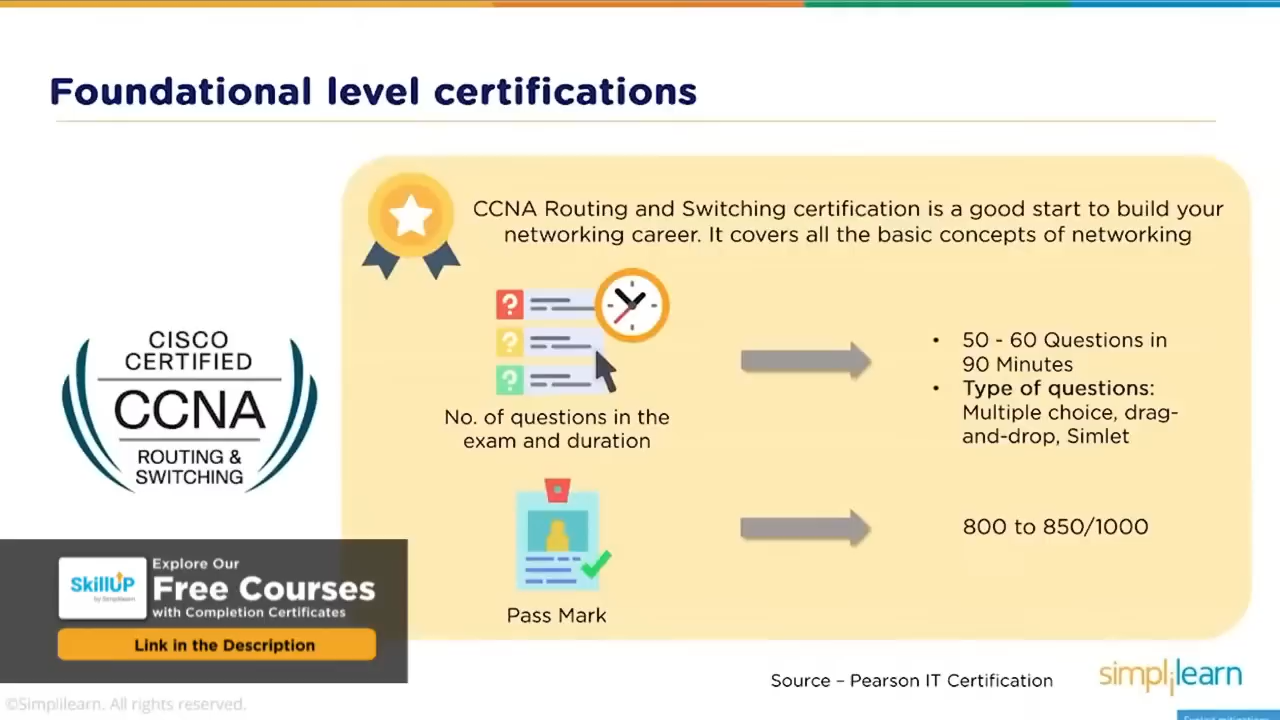 Foundational level certifications
CCNA Routing and Switching certification is a good start to build your
networking career. It covers all the basic concepts of networking
CISCO
CERTIFIED
CCNA
ROUTING &
SWITCHING
?
?
?
No. of questions in the
exam and duration
• 50 - 60 Questions in
90 Minutes
• Type of questions:
Multiple choice, drag-
and-drop, Simlet
Pass Mark
800 to 850/1000
SkillUP
by Simplilearn
Explore Our
Free Courses
with Completion Certificates
Link in the Description
Source – Pearson IT Certification
simplilearn
©Simplilearn. All rights reserved.